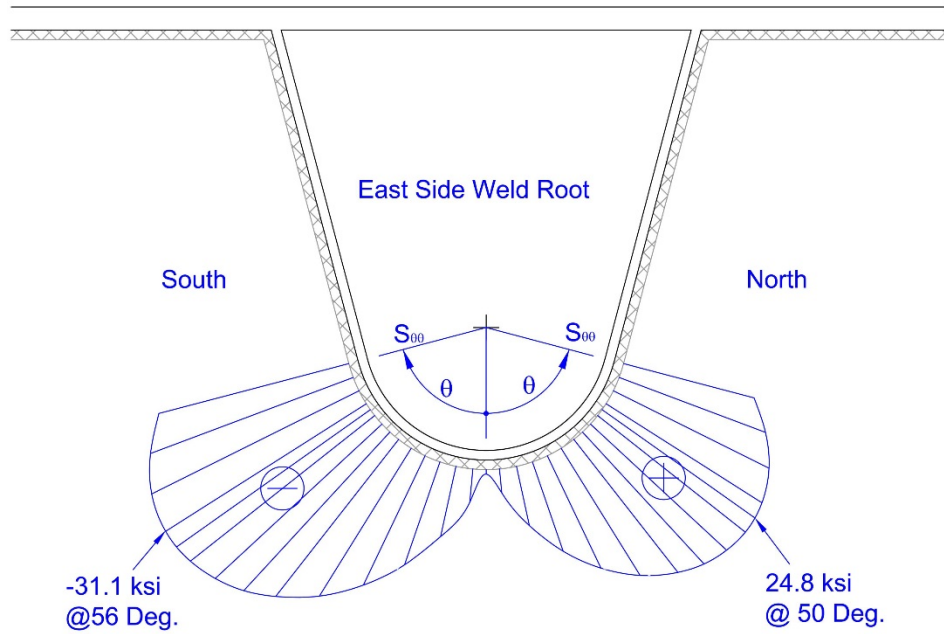 East Side Weld Root
South
North
Sθθ
Sθθ
θ
θ
-31.1 ksi
@56 Deg.
24.8 ksi
@ 50 Deg.